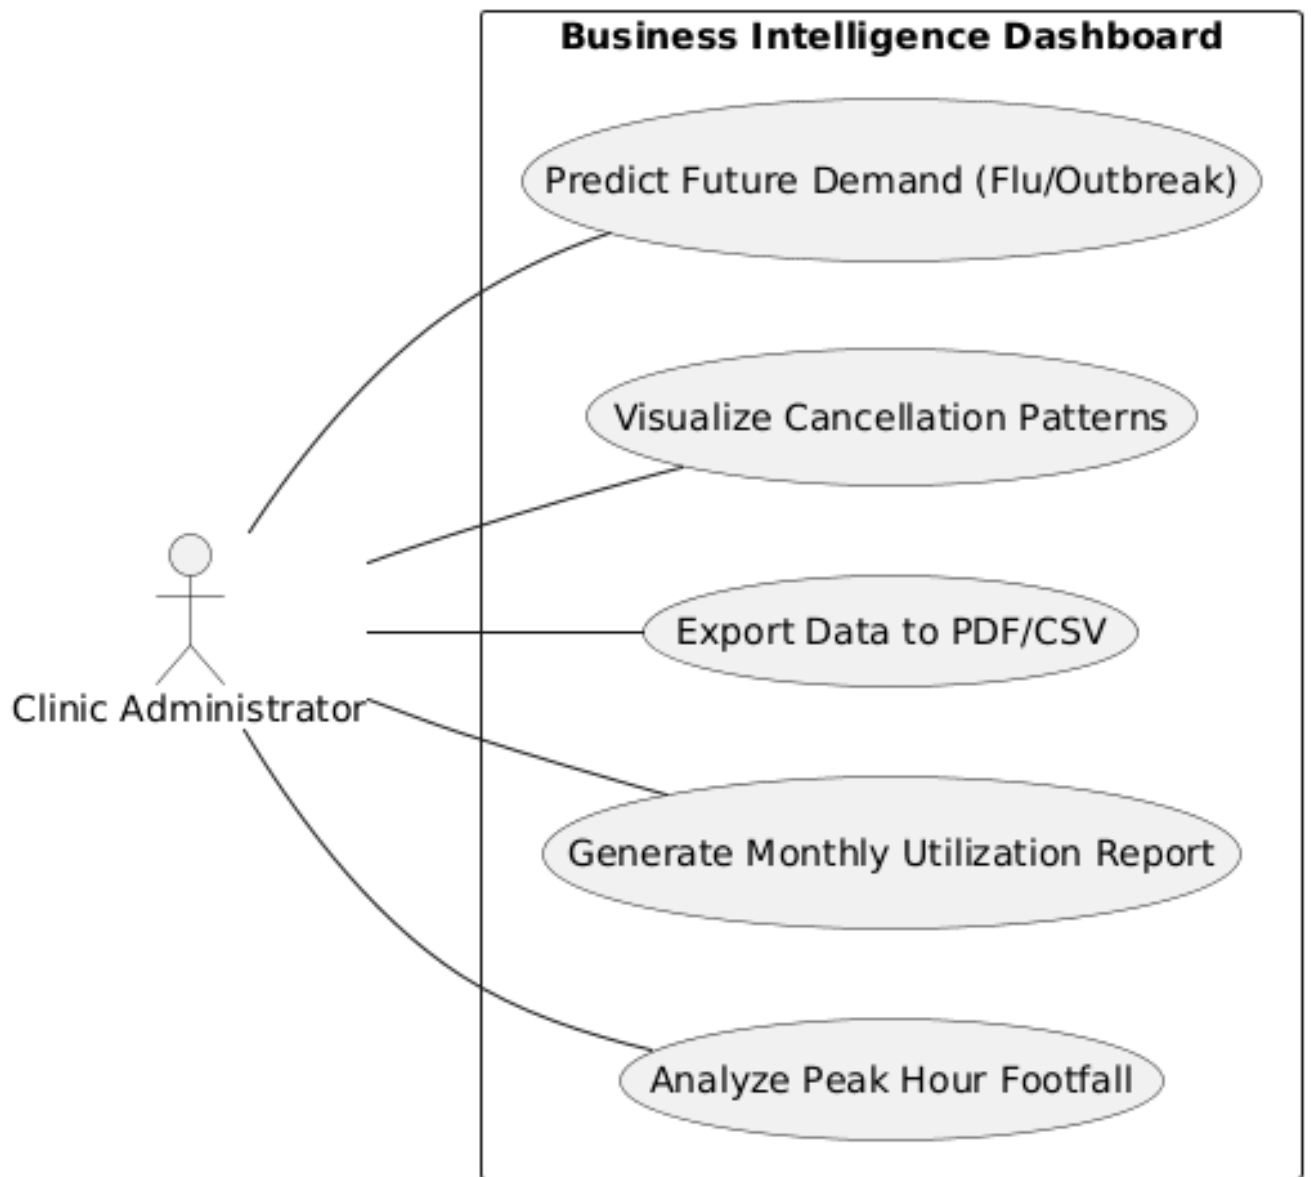 Business Intelligence Dashboard
Predict Future Demand (Flu/Outbreak)
Visualize Cancellation Patterns
Export Data to PDF/CSV
Clinic Administrator
Generate Monthly Utilization Report
Analyze Peak Hour Footfall